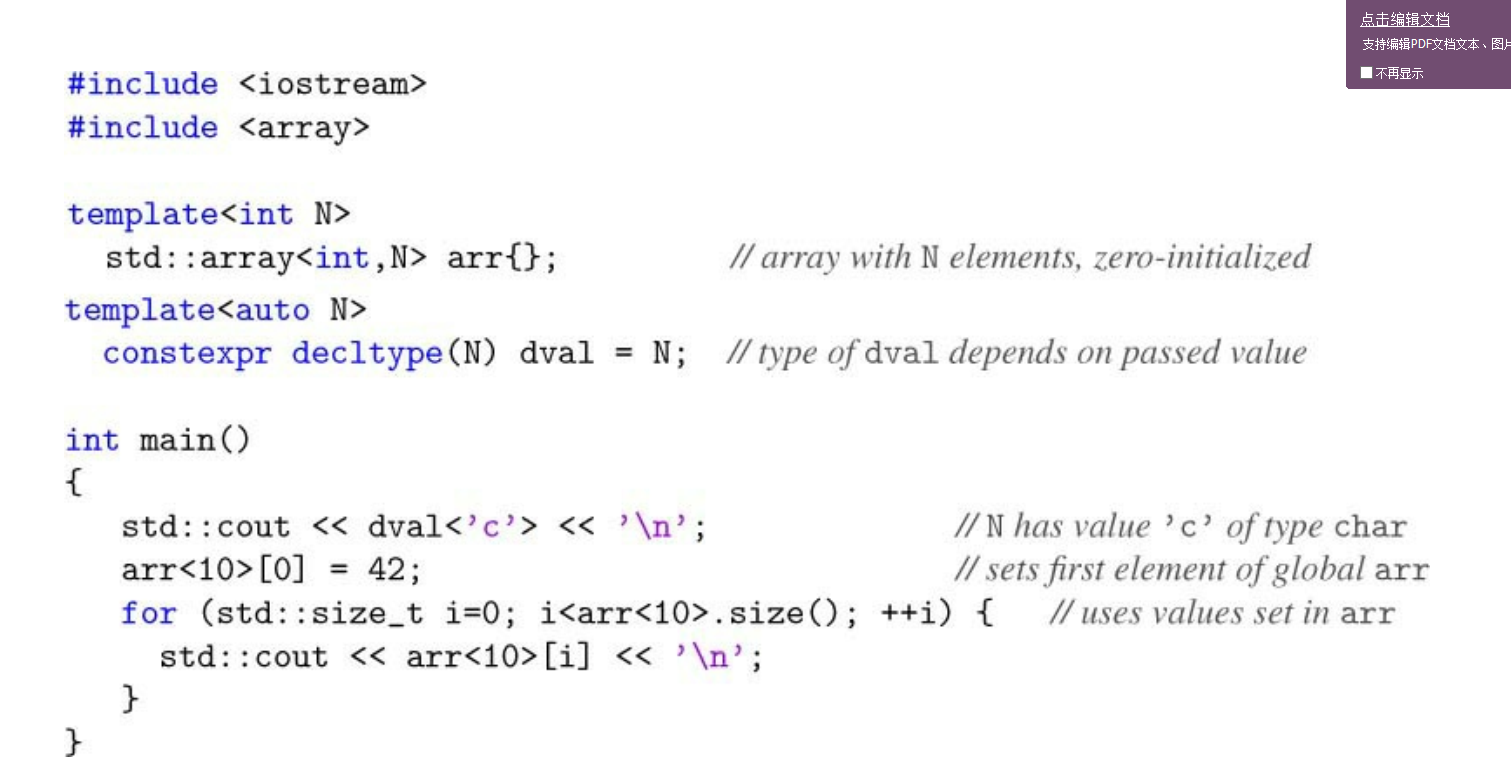 点击编辑文档
支持编辑PDF文档文本、图片
不再显示
#include <iostream>
#include <array>
template<int N>
std::array<int,N> arr{}; // array with N elements, zero-initialized
template<auto N>
constexpr decltype(N) dval = N; // type of dval depends on passed value
int main()
{
std::cout << dval<’c’> << ’\n’; // N has value ’c’ of type char
arr<10>[0] = 42; // sets first element of global arr
for (std::size_t i=0; i<arr<10>.size(); ++i) { // uses values set in arr
std::cout << arr<10>[i] << ’\n’;
}
}